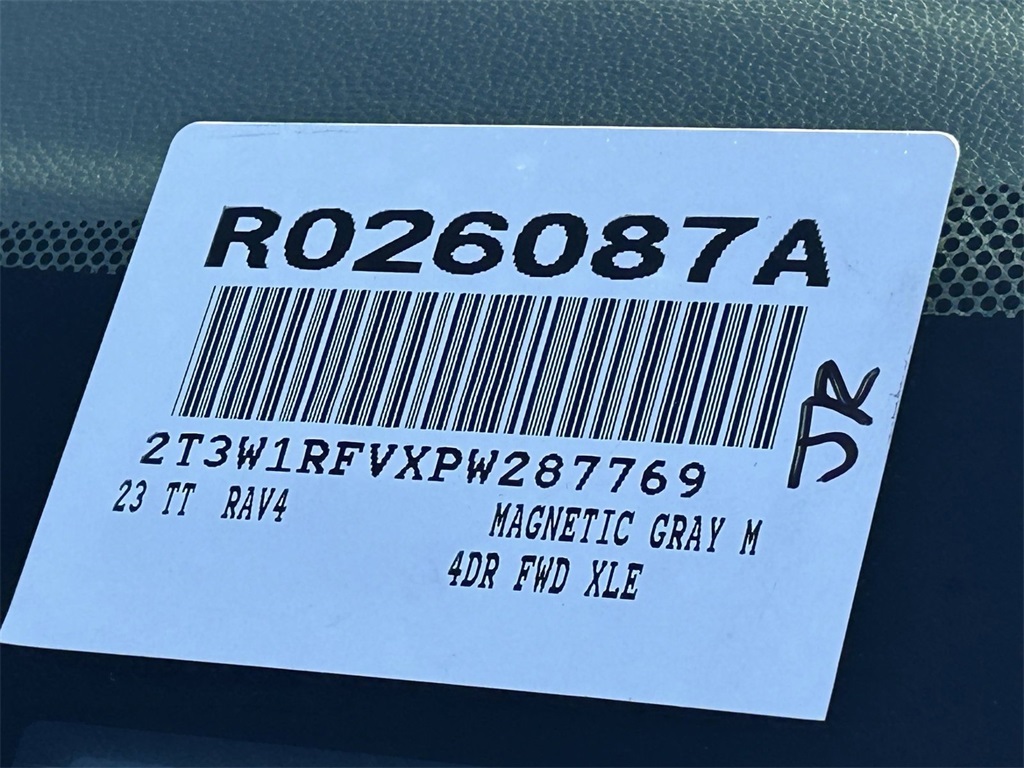 R026087A
2T3W1RFVXPW287769
23 TT RAV4
MAGNETIC GRAY M
4DR FWD XLE
JR